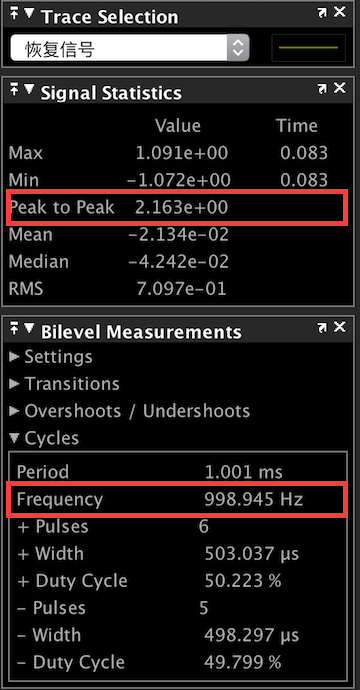 Trace Selection
恢复信号
Signal Statistics
Value Time
Max 1.091e+00 0.083
Min -1.072e+00 0.083
Peak to Peak 2.163e+00
Mean -2.134e-02
Median -4.242e-02
RMS 7.097e-01
Bilevel Measurements
Settings
Transitions
Overshoots / Undershoots
Cycles
Period 1.001 ms
Frequency 998.945 Hz
+ Pulses 6
+ Width 503.037 µs
+ Duty Cycle 50.223 %
- Pulses 5
- Width 498.297 µs
- Duty Cycle 49.799 %